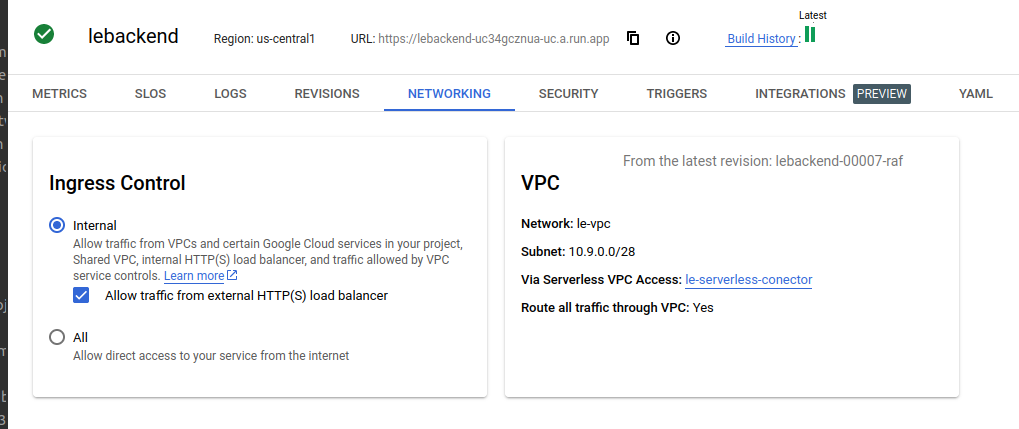 Latest
lebackend Region: us-central1 URL: https://lebackend-uc34gcznua-uc.a.run.app Build History :
METRICS SLOS LOGS REVISIONS NETWORKING SECURITY TRIGGERS INTEGRATIONS PREVIEW YAML
Ingress Control
Internal
Allow traffic from VPCs and certain Google Cloud services in your project,
Shared VPC, internal HTTP(S) load balancer, and traffic allowed by VPC
service controls. Learn more
Allow traffic from external HTTP(S) load balancer
All
Allow direct access to your service from the internet
From the latest revision: lebackend-00007-raf
VPC
Network: le-vpc
Subnet: 10.9.0.0/28
Via Serverless VPC Access: le-serverless-conector
Route all traffic through VPC: Yes